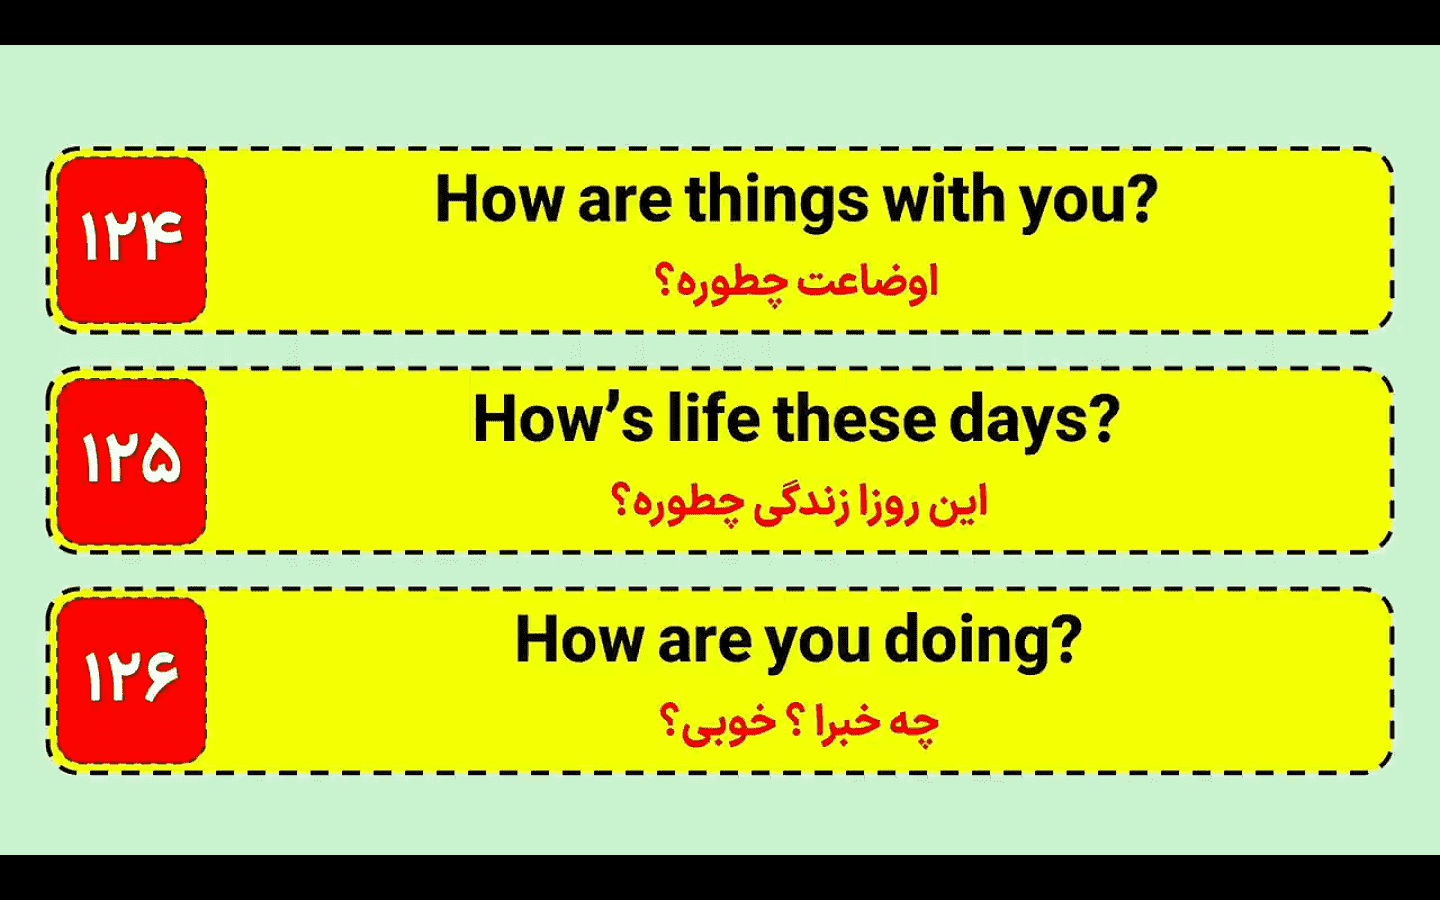 ۱۲۴
How are things with you?
اوضاعت چطوره؟
۱۲۵
How’s life these days?
این روزا زندگی چطوره؟
۱۲۶
How are you doing?
چه خبرا ؟ خوبی؟